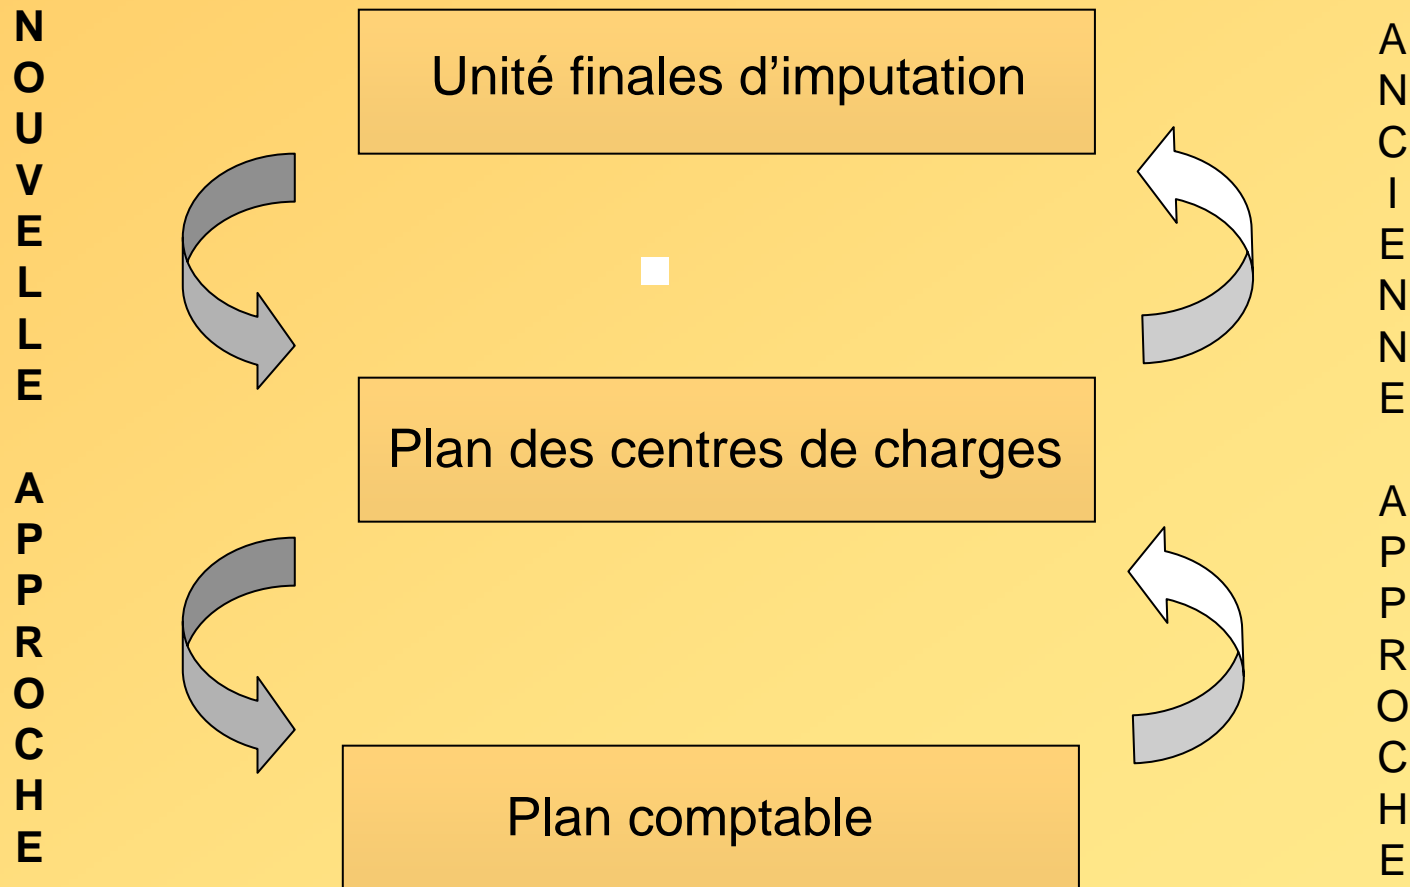 NOUVELLE APPROCHE
Unité finales d’imputation
Plan des centres de charges
Plan comptable
ANCIENNE APPROCHE